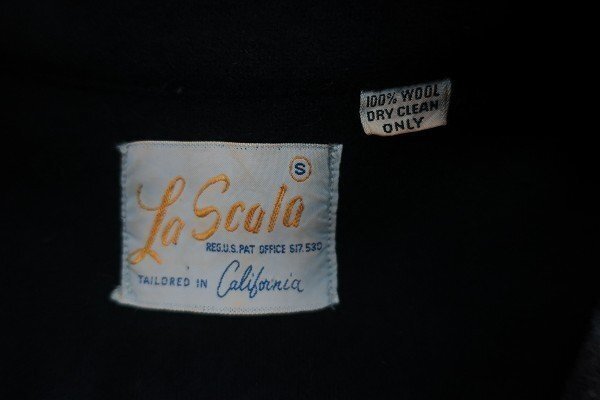 100% WOOL
DRY CLEAN
ONLY
S
La Scala
REG.U.S.PAT OFFICE 617.530
TAILORED IN California